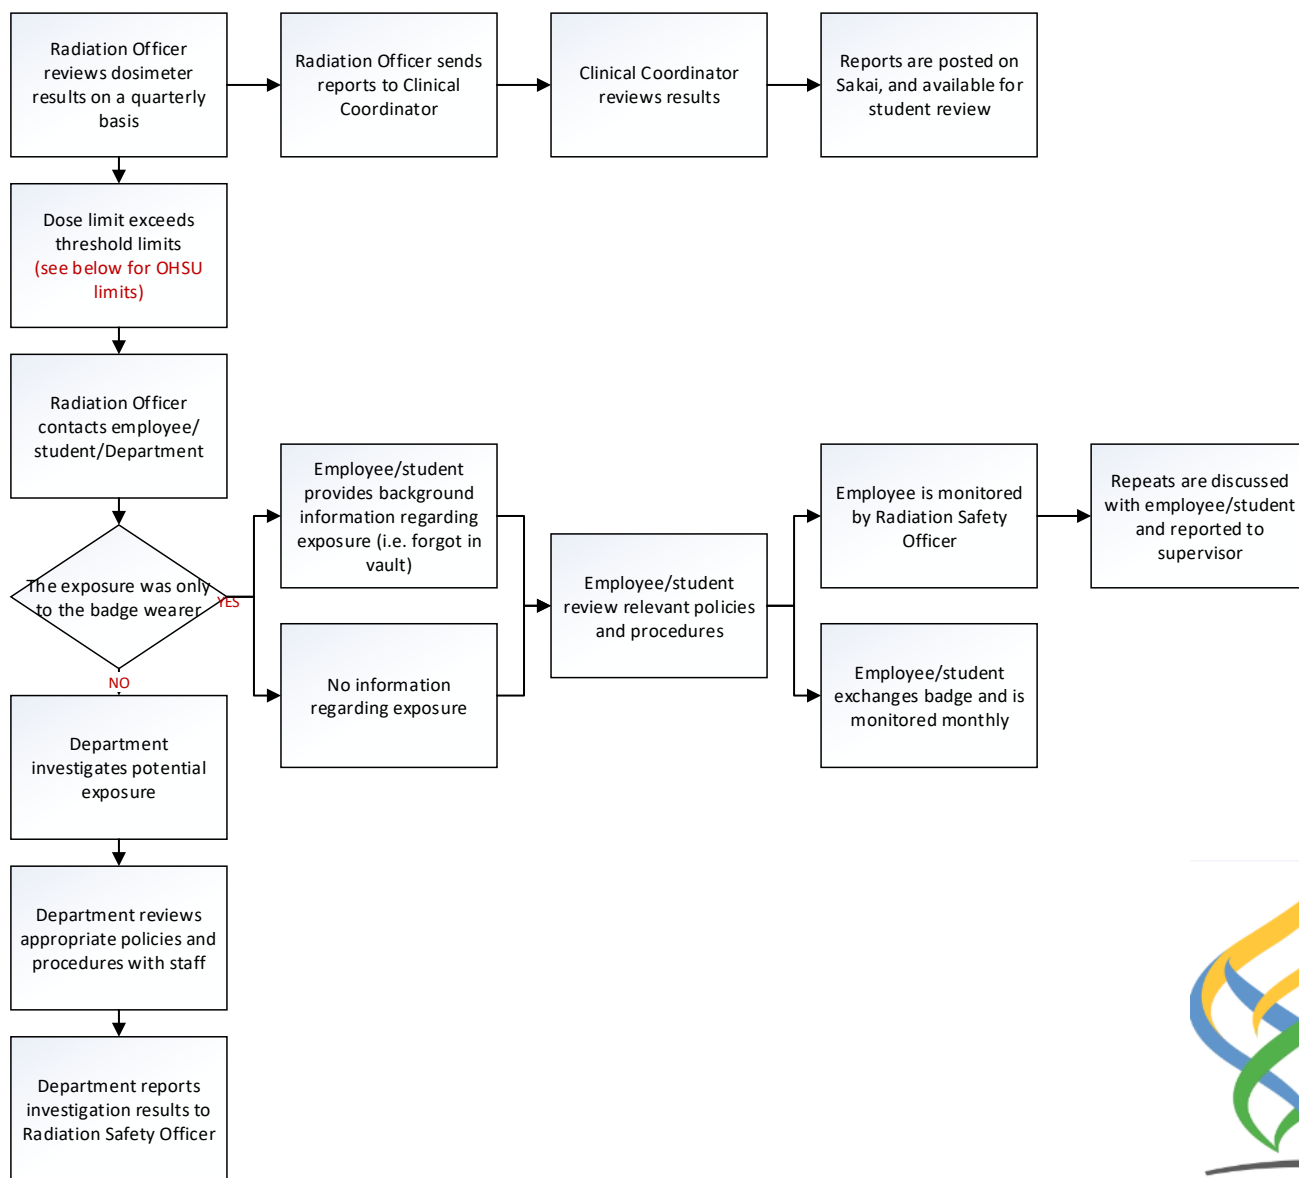 Radiation Officer
reviews dosimeter
results on a quarterly
basis
Radiation Officer sends
reports to Clinical
Coordinator
Clinical Coordinator
reviews results
Reports are posted on
Sakai, and available for
student review
Dose limit exceeds
threshold limits
(see below for OHSU
limits)
Radiation Officer
contacts employee/
student/Department
The exposure was only
to the badge wearer
YES
NO
Employee/student
provides background
information regarding
exposure (i.e. forgot in
vault)
No information
regarding exposure
Employee/student
review relevant policies
and procedures
Employee is monitored
by Radiation Safety
Officer
Repeats are discussed
with employee/student
and reported to
supervisor
Employee/student
exchanges badge and is
monitored monthly
Department
investigates potential
exposure
Department reviews
appropriate policies and
procedures with staff
Department reports
investigation results to
Radiation Safety Officer